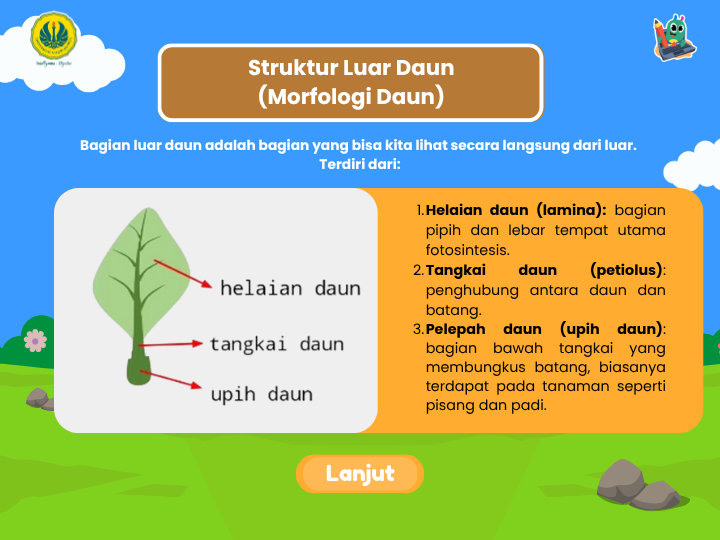 Struktur Luar Daun
(Morfologi Daun)
Bagian luar daun adalah bagian yang bisa kita lihat secara langsung dari luar.
Terdiri dari:
helaian daun
tangkai daun
upih daun
1. Helaian daun (lamina): bagian
pipih dan lebar tempat utama
fotosintesis.
2. Tangkai daun (petiolus):
penghubung antara daun dan
batang.
3. Pelepah daun (upih daun):
bagian bawah tangkai yang
membungkus batang, biasanya
terdapat pada tanaman seperti
pisang dan padi.
Lanjut